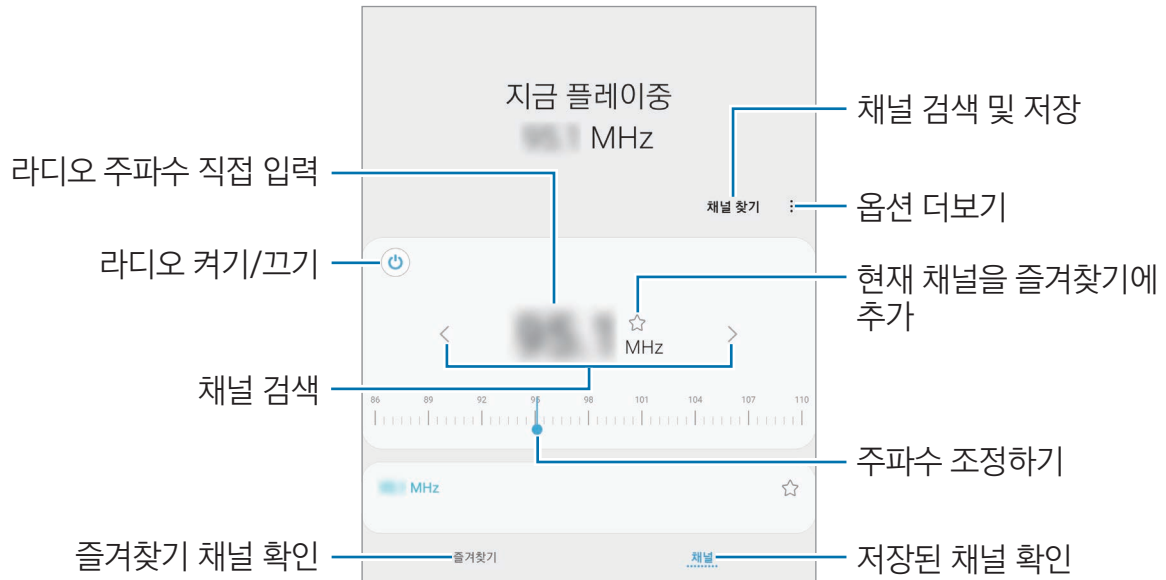 지금 플레이중
MHz
채널 검색 및 저장
라디오 주파수 직접 입력
채널 찾기
옵션 더보기
라디오 켜기/끄기
현재 채널을 즐겨찾기에
추가
MHz
채널 검색
86 89 92 95 98 101 104 107 110
주파수 조정하기
MHz
즐겨찾기 채널 확인
즐겨찾기
채널
저장된 채널 확인